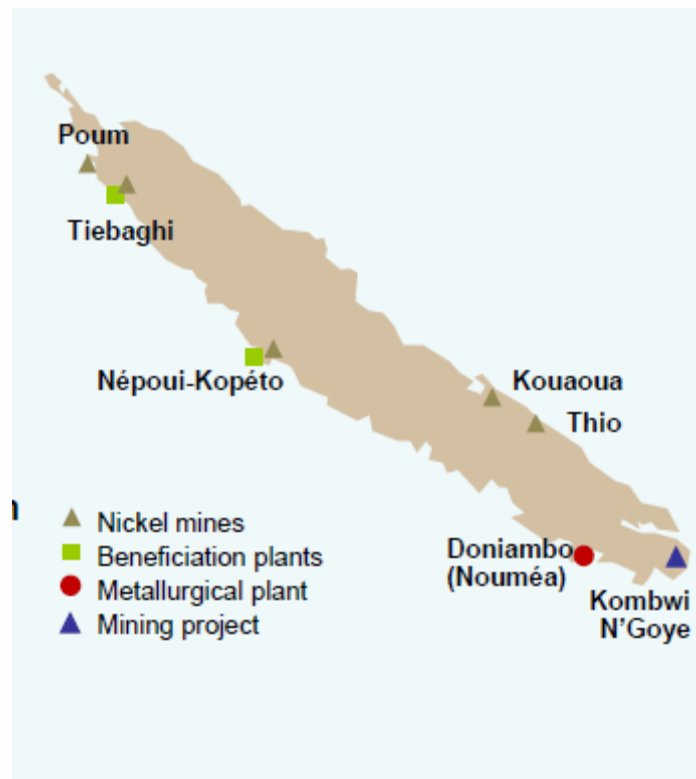 Poum
Tiebaghi
Népoui-Kopéto
Kouaoua
Thio
Doniambo
(Nouméa)
Kombwi
N'Goye
Nickel mines
Beneficiation plants
Metallurgical plant
Mining project